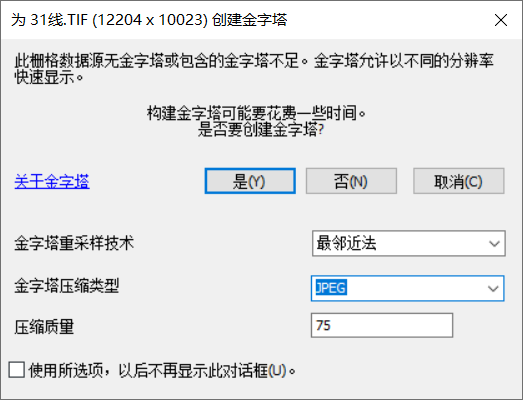 为 31线.TIF (12204 x 10023) 创建金字塔
此栅格数据源无金字塔或包含的金字塔不足。金字塔允许以不同的分辨率
快速显示。
构建金字塔可能要花费一些时间。
是否要创建金字塔?
关于金字塔 是(Y) 否(N) 取消(C)
金字塔重采样技术 最邻近法
金字塔压缩类型 JPEG
压缩质量 75
使用所选项，以后不再显示此对话框(U)。